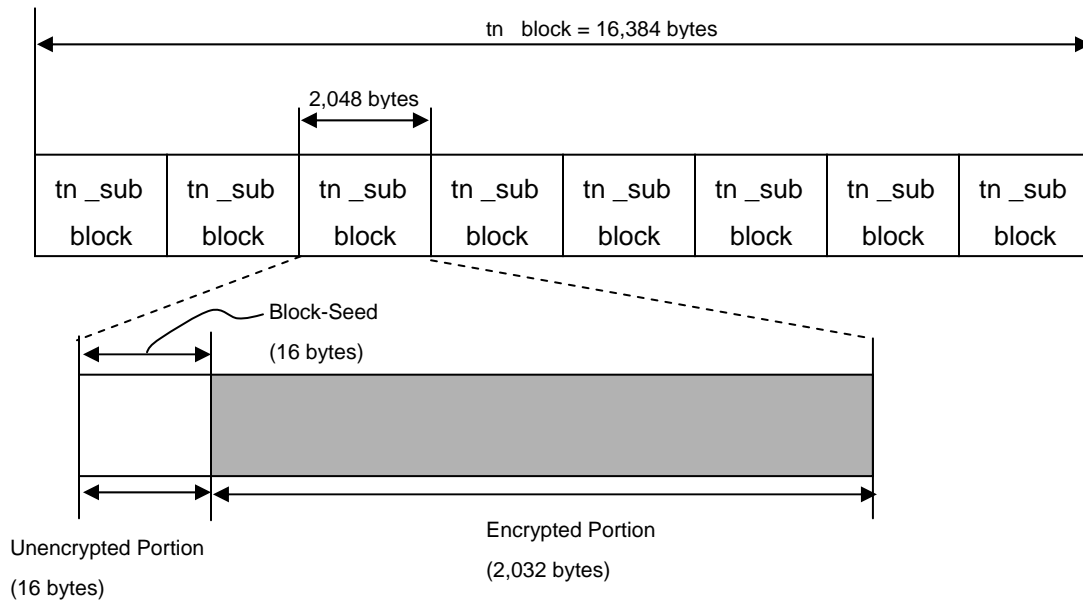 tn block = 16,384 bytes
2,048 bytes
tn _sub tn _sub tn _sub tn _sub tn _sub tn _sub tn _sub tn _sub
block block block block block block block block
Block-Seed
(16 bytes)
Encrypted Portion
(2,032 bytes)
Unencrypted Portion
(16 bytes)